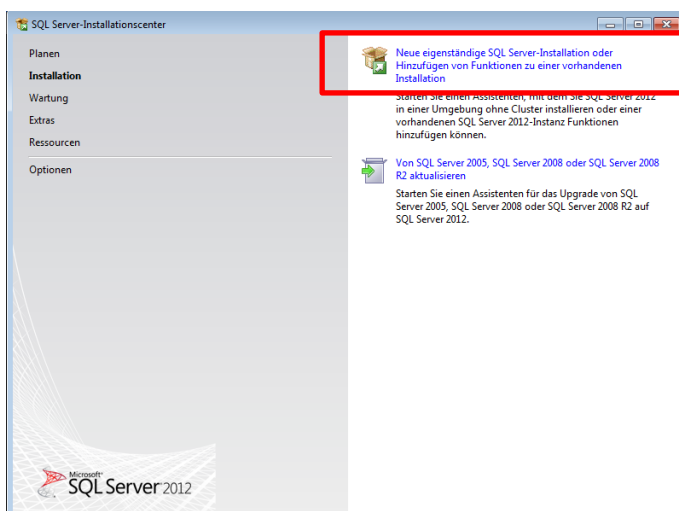 SQL Server-Installationscenter
Planen
Installation
Wartung
Extras
Ressourcen
Optionen
Neue eigenständige SQL Server-Installation oder
Hinzufügen von Funktionen zu einer vorhandenen
Installation
Starten Sie einen Assistenten, mit dem Sie SQL Server 2012
in einer Umgebung ohne Cluster installieren oder einer
vorhandenen SQL Server 2012-Instanz Funktionen
hinzufügen können.
Von SQL Server 2005, SQL Server 2008 oder SQL Server 2008
R2 aktualisieren
Starten Sie einen Assistenten für das Upgrade von SQL
Server 2005, SQL Server 2008 oder SQL Server 2008 R2 auf
SQL Server 2012.
Microsoft
SQL Server 2012